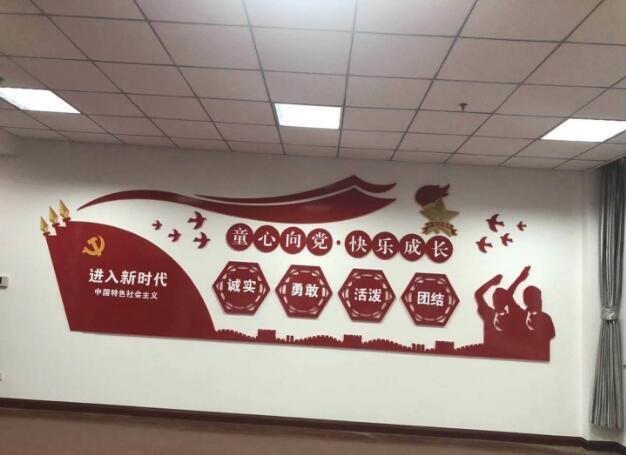 童心向党·快乐成长
进入新时代
中国特色社会主义
诚实
勇敢
活泼
团结